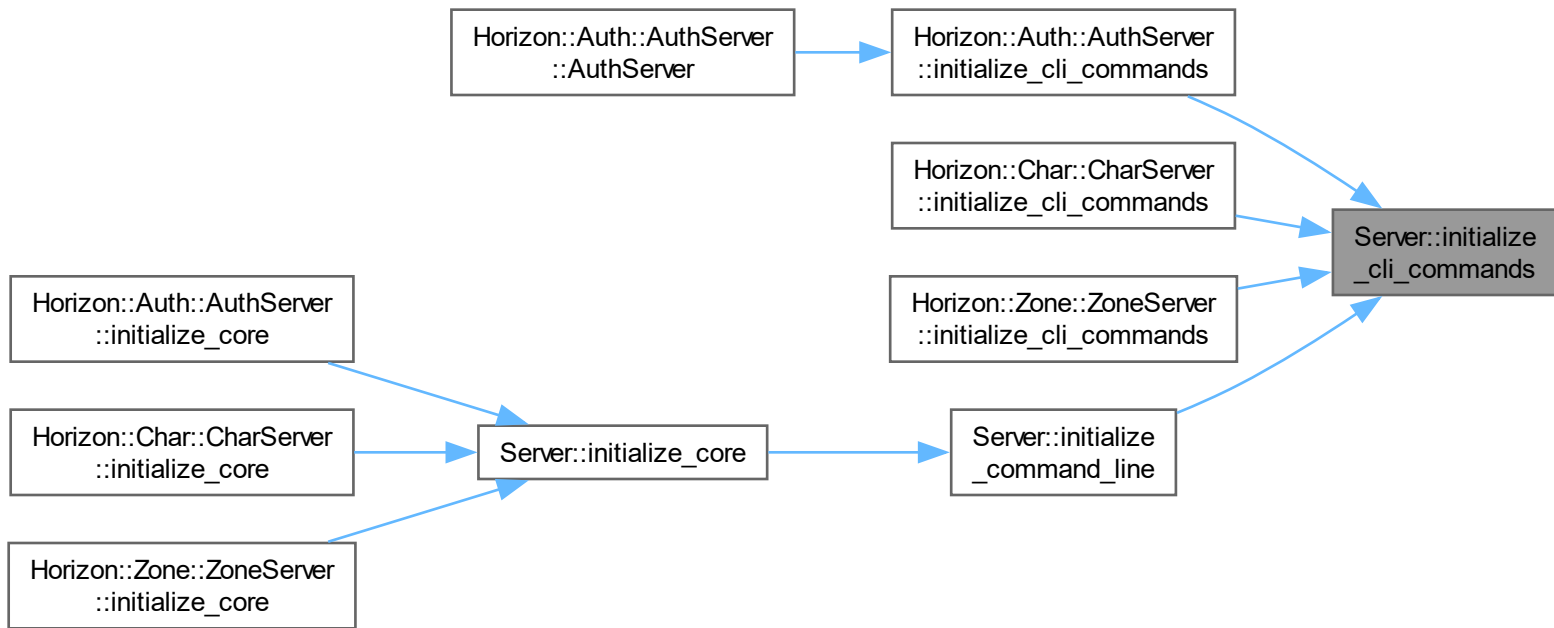 Horizon::Auth::AuthServer
::AuthServer
Horizon::Auth::AuthServer
::initialize_cli_commands
Horizon::Char::CharServer
::initialize_cli_commands
Server::initialize
_cli_commands
Horizon::Auth::AuthServer
::initialize_core
Horizon::Zone::ZoneServer
::initialize_cli_commands
Horizon::Char::CharServer
::initialize_core
Server::initialize_core
Server::initialize
_command_line
Horizon::Zone::ZoneServer
::initialize_core